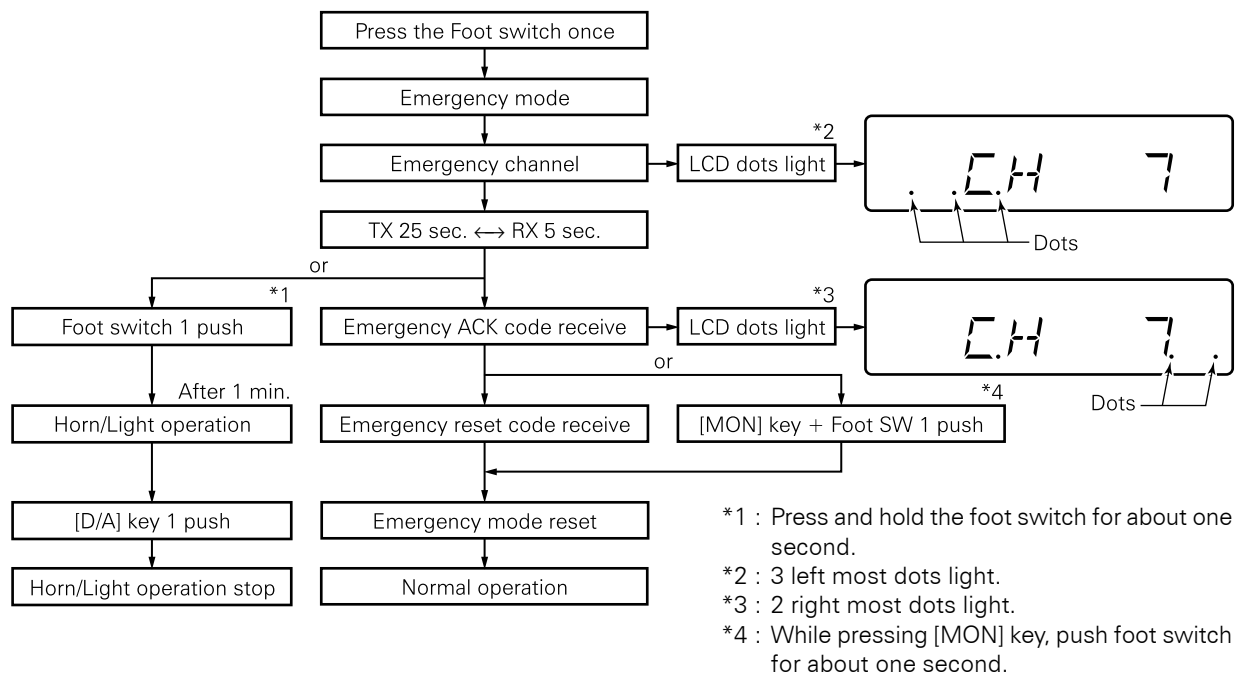 Press the Foot switch once
Emergency mode
Emergency channel
*2
LCD dots light
C.H 7
Dots
TX 25 sec. ⟷ RX 5 sec.
or
*1
Foot switch 1 push
Emergency ACK code receive
*3
LCD dots light
C.H 7.
Dots
or
After 1 min.
*4
Horn/Light operation
Emergency reset code receive
[MON] key + Foot SW 1 push
[D/A] key 1 push
Emergency mode reset
Horn/Light operation stop
Normal operation
*1 : Press and hold the foot switch for about one
second.
*2 : 3 left most dots light.
*3 : 2 right most dots light.
*4 : While pressing [MON] key, push foot switch
for about one second.